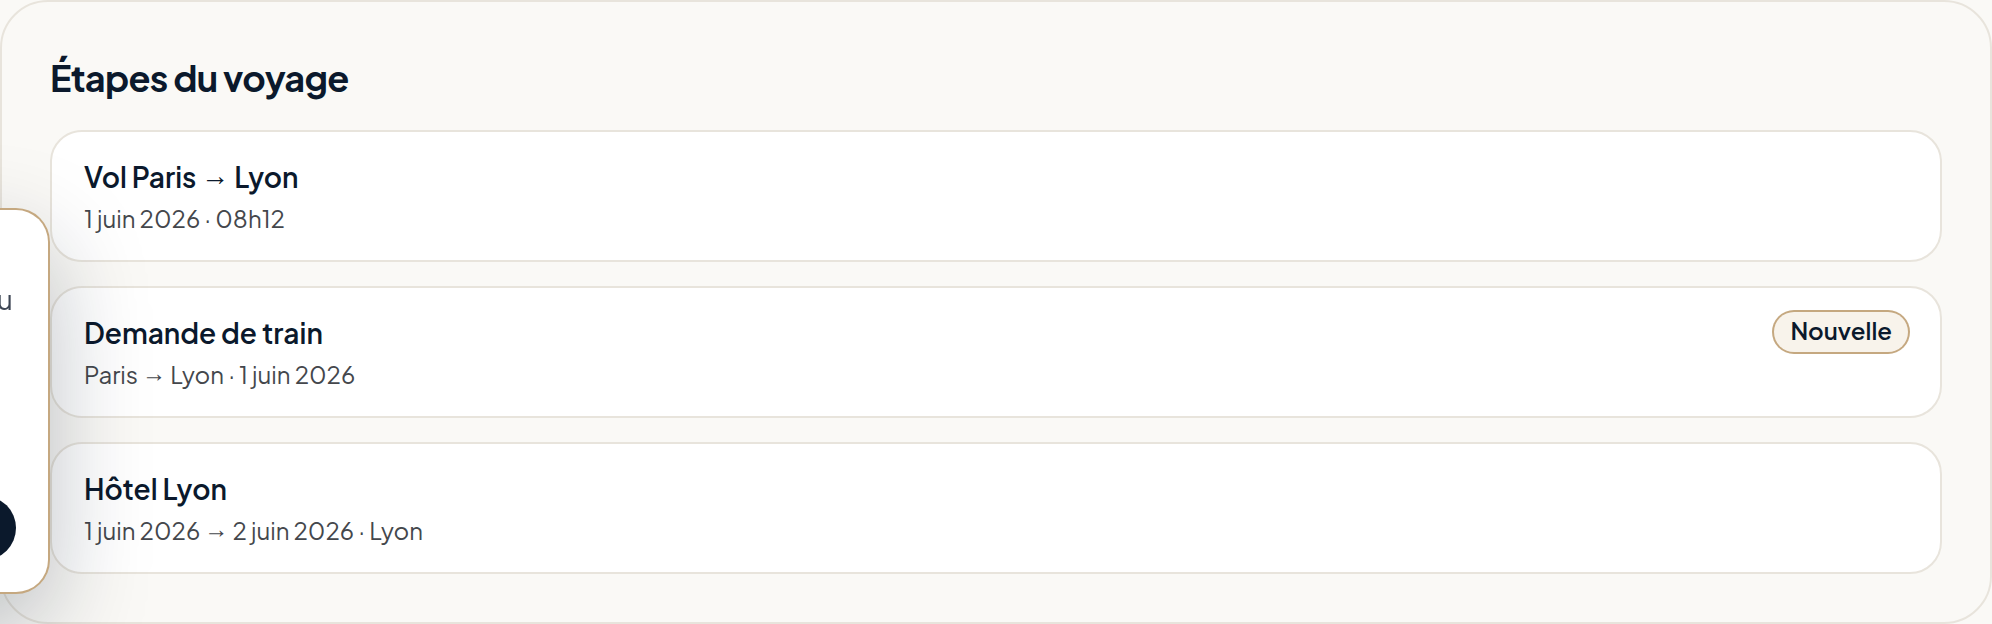 Étapes du voyage
Vol Paris → Lyon
1 juin 2026 · 08h12
Demande de train
Nouvelle
Paris → Lyon · 1 juin 2026
Hôtel Lyon
1 juin 2026 → 2 juin 2026 · Lyon